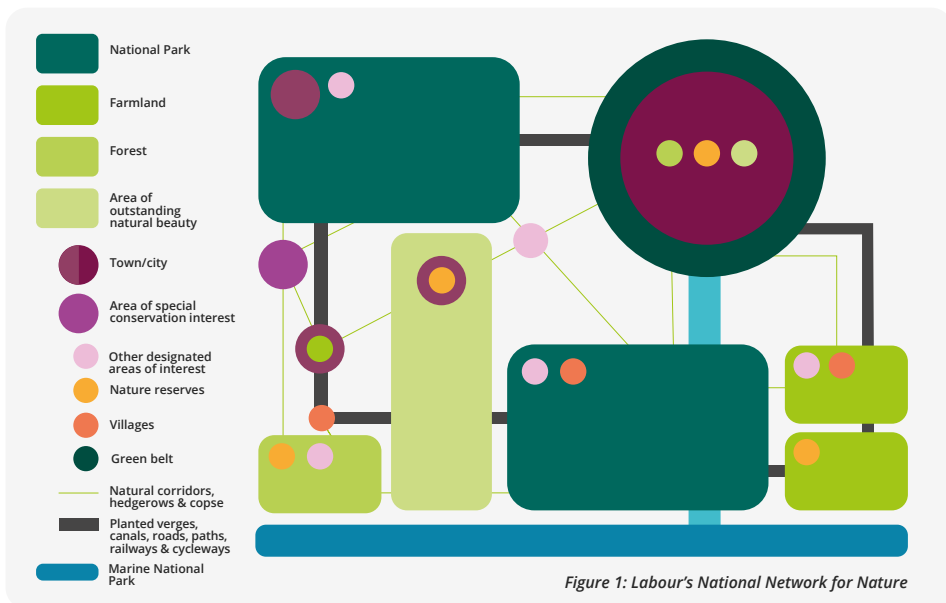 National Park
Farmland
Forest
Area of
outstanding
natural beauty
Town/city
Area of special
conservation interest
Other designated
areas of interest
Nature reserves
Villages
Green belt
Natural corridors,
hedgerows & copse
Planted verges,
canals, roads, paths,
railways & cycleways
Marine National
Park
Figure 1: Labour's National Network for Nature